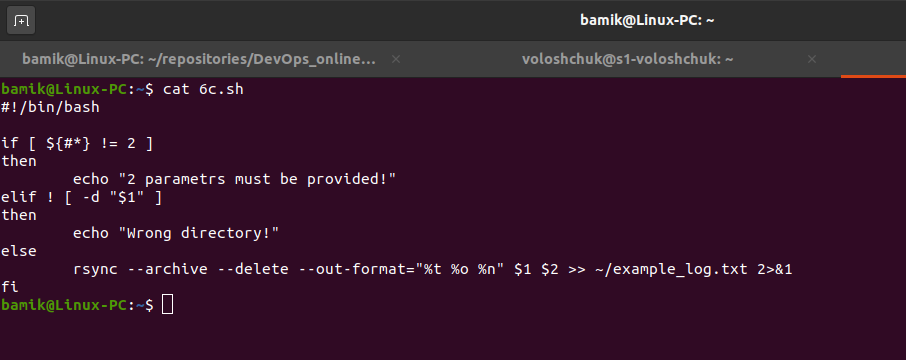 bamik@Linux-PC: ~
bamik@Linux-PC: ~/repositories/DevOps_online... ×
voloshchuk@s1-voloshchuk: ~ ×
bamik@Linux-PC:~$ cat 6c.sh
#!/bin/bash
if [ ${#*} != 2 ]
then
        echo "2 parametrs must be provided!"
elif ! [ -d "$1" ]
then
        echo "Wrong directory!"
else
        rsync --archive --delete --out-format="%t %o %n" $1 $2 >> ~/example_log.txt 2>&1
fi
bamik@Linux-PC:~$